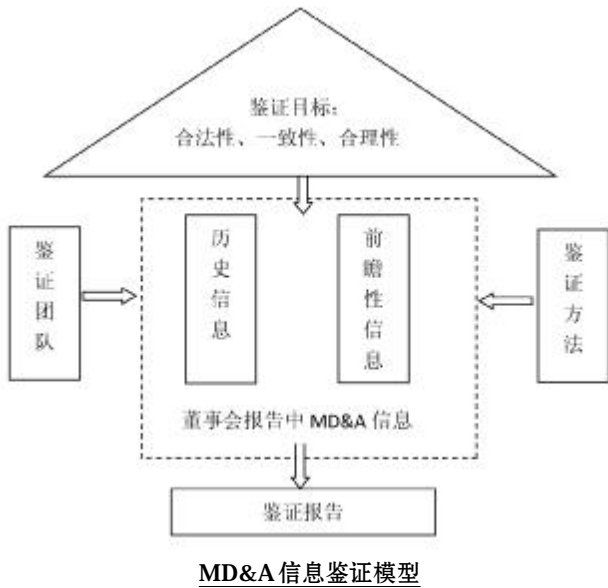 鉴证目标:
合法性、一致性、合理性
鉴证团队
历史信息
前瞻性信息
鉴证方法
董事会报告中 MD&A 信息
鉴证报告
MD&A信息鉴证模型